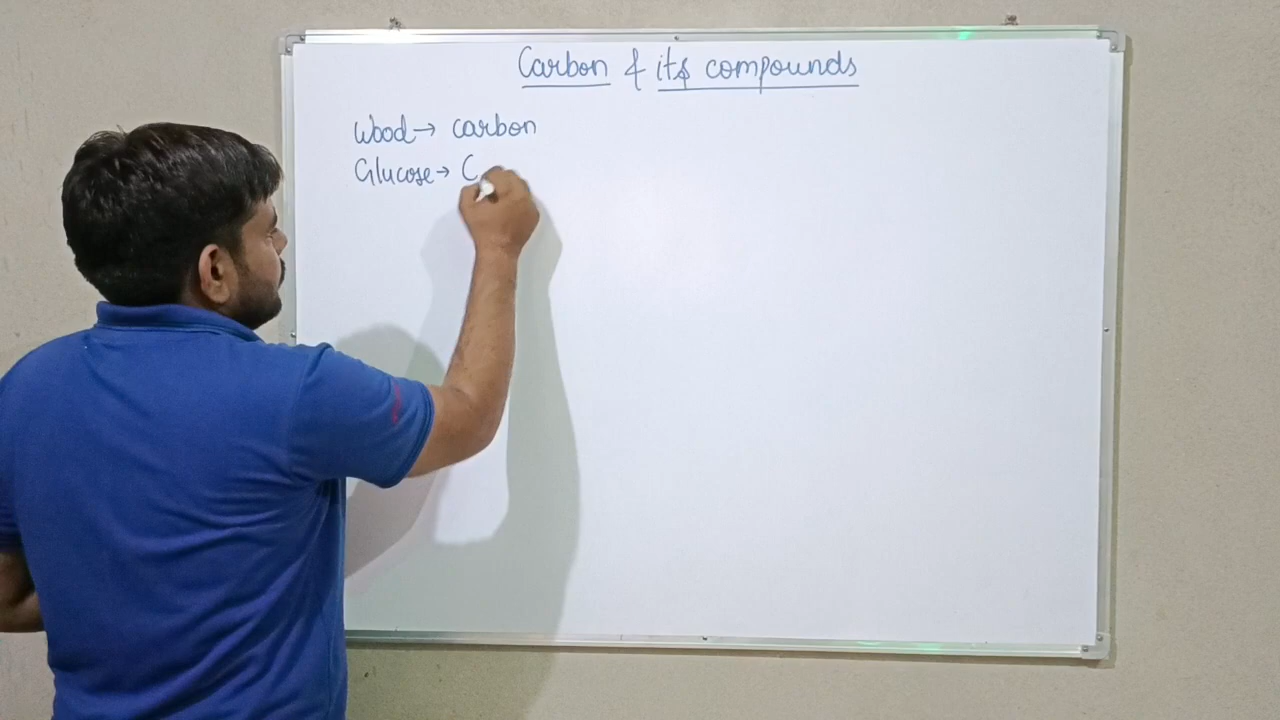 Carbon & its compounds
Wood → carbon
Glucose → C